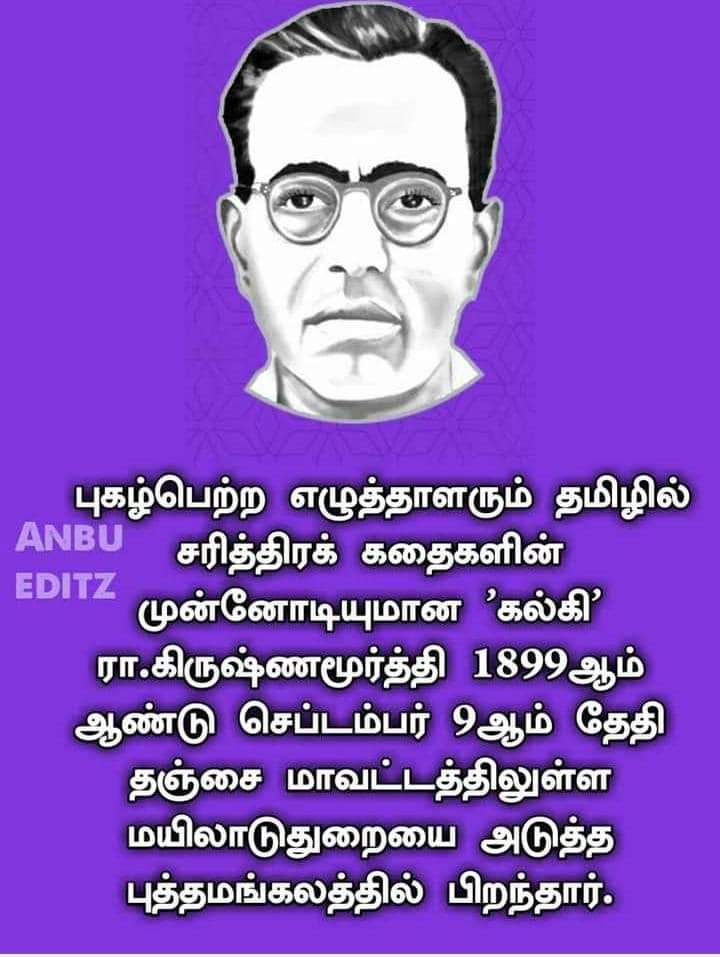 புகழ்பெற்ற எழுத்தாளரும் தமிழில்
சரித்திரக் கதைகளின்
முன்னோடியுமான 'கல்கி'
ரா.கிருஷ்ணமூர்த்தி 1899ஆம்
ஆண்டு செப்டம்பர் 9ஆம் தேதி
தஞ்சை மாவட்டத்திலுள்ள
மயிலாடுதுறையை அடுத்த
புத்தமங்கலத்தில் பிறந்தார்.
ANBU
EDITZ